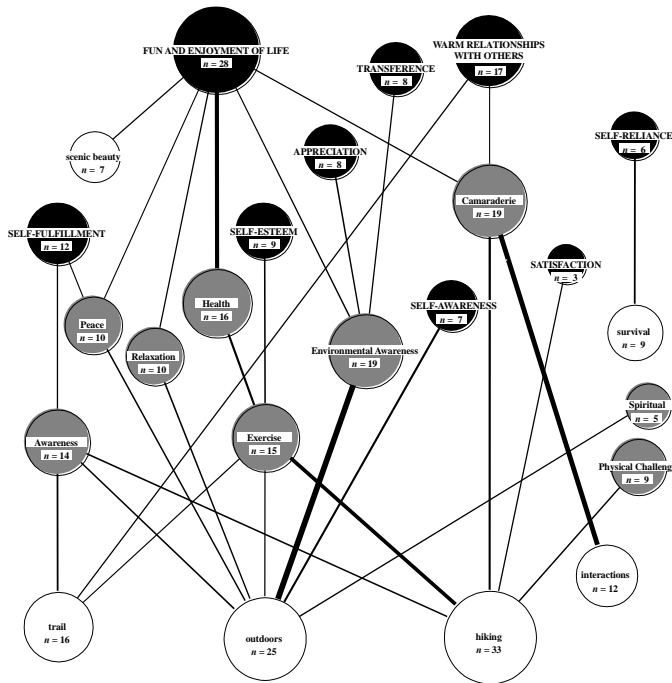 FUN AND ENJOYMENT OF LIFE
n = 28
WARM RELATIONSHIPS
WITH OTHERS
n = 17
TRANSFERENCE
n = 8
scenic beauty
n = 7
APPRECIATION
n = 8
SELF-RELIANCE
n = 6
Camaraderie
n = 19
SELF-FULFILLMENT
n = 12
SELF-ESTEEM
n = 9
SATISFACTION
n = 3
Health
n = 16
SELF-AWARENESS
n = 7
Peace
n = 10
Relaxation
n = 10
Environmental Awareness
n = 19
survival
n = 9
Spiritual
n = 5
Awareness
n = 14
Exercise
n = 15
Physical Challeng
n = 9
interactions
n = 12
trail
n = 16
outdoors
n = 25
hiking
n = 33